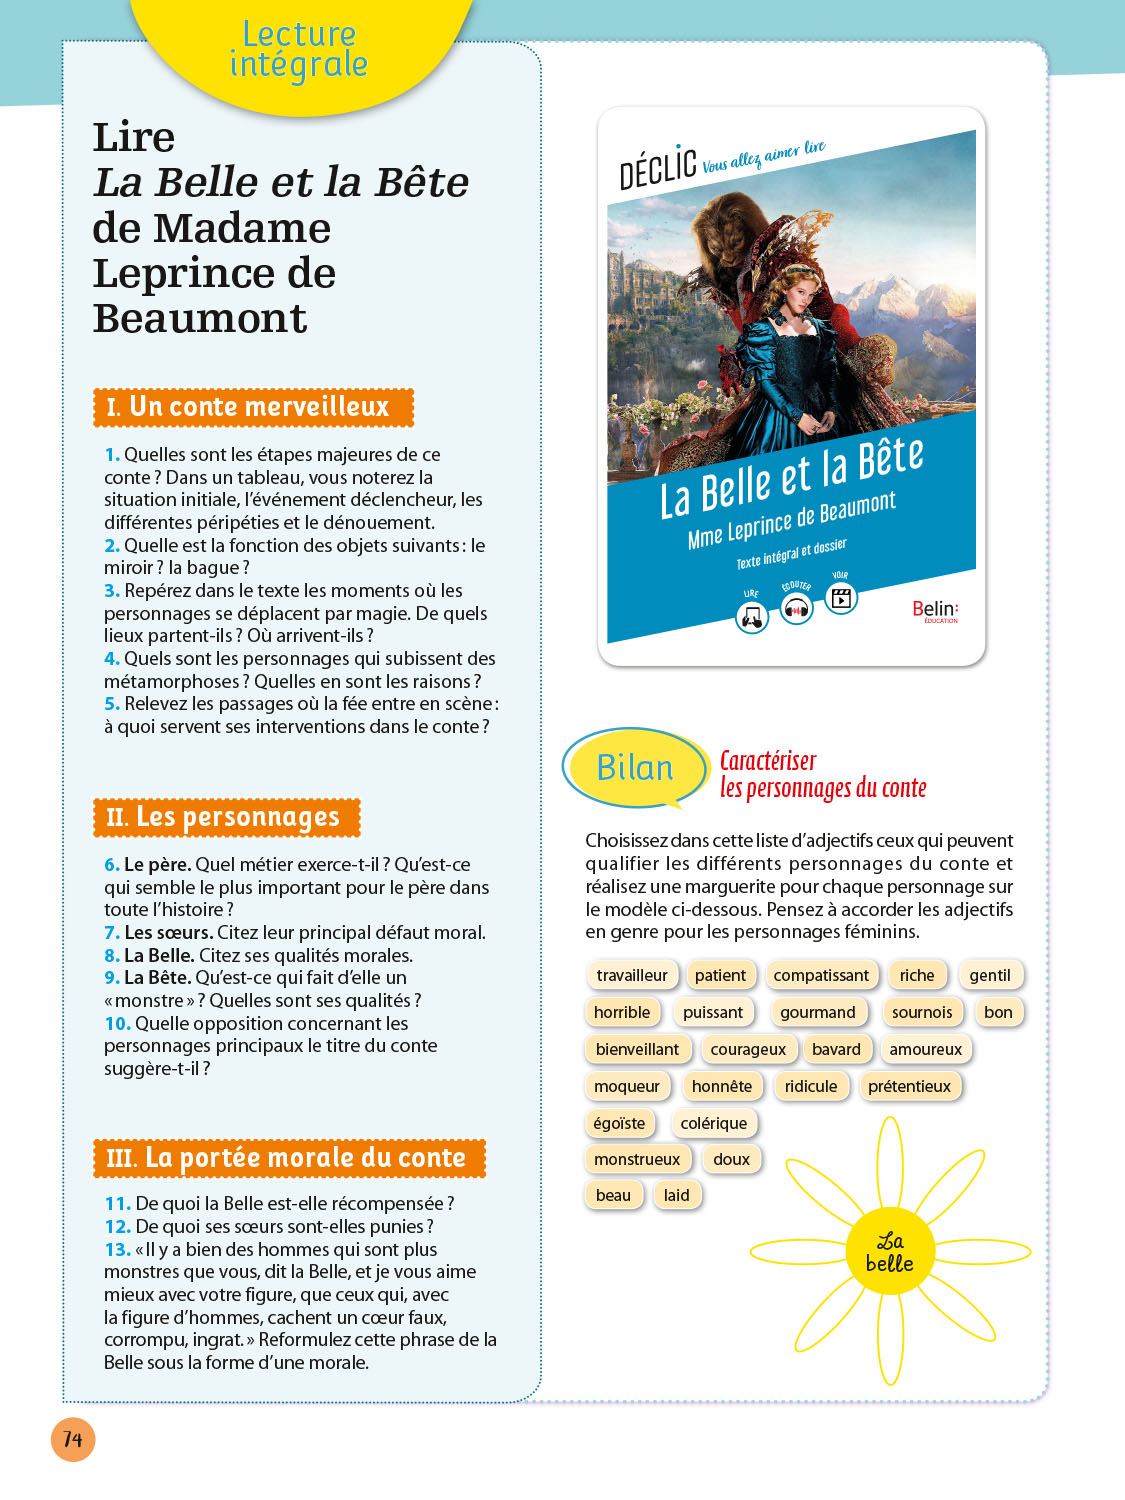 Lecture
intégrale
Lire
La Belle et la Bête
de Madame
Leprince de
Beaumont
I. Un conte merveilleux
1. Quelles sont les étapes majeures de ce
conte ? Dans un tableau, vous noterez la
situation initiale, l’événement déclencheur, les
différentes péripéties et le dénouement.
2. Quelle est la fonction des objets suivants : le
miroir ? la bague ?
3. Repérez dans le texte les moments où les
personnages se déplacent par magie. De quels
lieux partent-ils ? Où arrivent-ils ?
4. Quels sont les personnages qui subissent des
métamorphoses ? Quelles en sont les raisons ?
5. Relevez les passages où la fée entre en scène :
à quoi servent ses interventions dans le conte ?
II. Les personnages
6. Le père. Quel métier exerce-t-il ? Qu’est-ce
qui semble le plus important pour le père dans
toute l’histoire ?
7. Les sœurs. Citez leur principal défaut moral.
8. La Belle. Citez ses qualités morales.
9. La Bête. Qu’est-ce qui fait d’elle un
« monstre » ? Quelles sont ses qualités ?
10. Quelle opposition concernant les
personnages principaux le titre du conte
suggère-t-il ?
III. La portée morale du conte
11. De quoi la Belle est-elle récompensée ?
12. De quoi ses sœurs sont-elles punies ?
13. « Il y a bien des hommes qui sont plus
monstres que vous, dit la Belle, et je vous aime
mieux avec votre figure, que ceux qui, avec
la figure d’hommes, cachent un cœur faux,
corrompu, ingrat. » Reformulez cette phrase de la
Belle sous la forme d’une morale.
DÉCLIC Vous allez aimer lire
La Belle et la Bête
Mme Leprince de Beaumont
Texte intégral et dossier
LIRE ÉCOUTER VOIR
Belin:
ÉDUCATION
Bilan
Caractériser
les personnages du conte
Choisissez dans cette liste d’adjectifs ceux qui peuvent
qualifier les différents personnages du conte et
réalisez une marguerite pour chaque personnage sur
le modèle ci-dessous. Pensez à accorder les adjectifs
en genre pour les personnages féminins.
travailleur patient compatissant riche gentil
horrible puissant gourmand sournois bon
bienveillant courageux bavard amoureux
moqueur honnête ridicule prétentieux
égoïste colérique
monstrueux doux
beau laid
La
belle
74